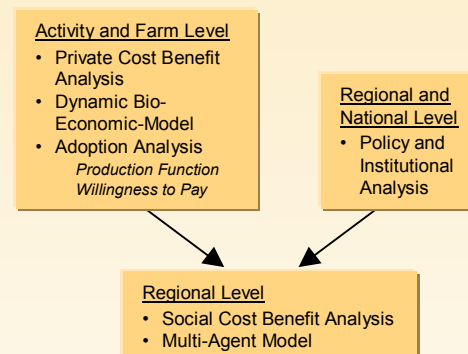 Activity and Farm Level
• Private Cost Benefit
Analysis
• Dynamic Bio-
Economic-Model
• Adoption Analysis
Production Function
Willingness to Pay
Regional and
National Level
• Policy and
Institutional
Analysis
Regional Level
• Social Cost Benefit Analysis
• Multi-Agent Model